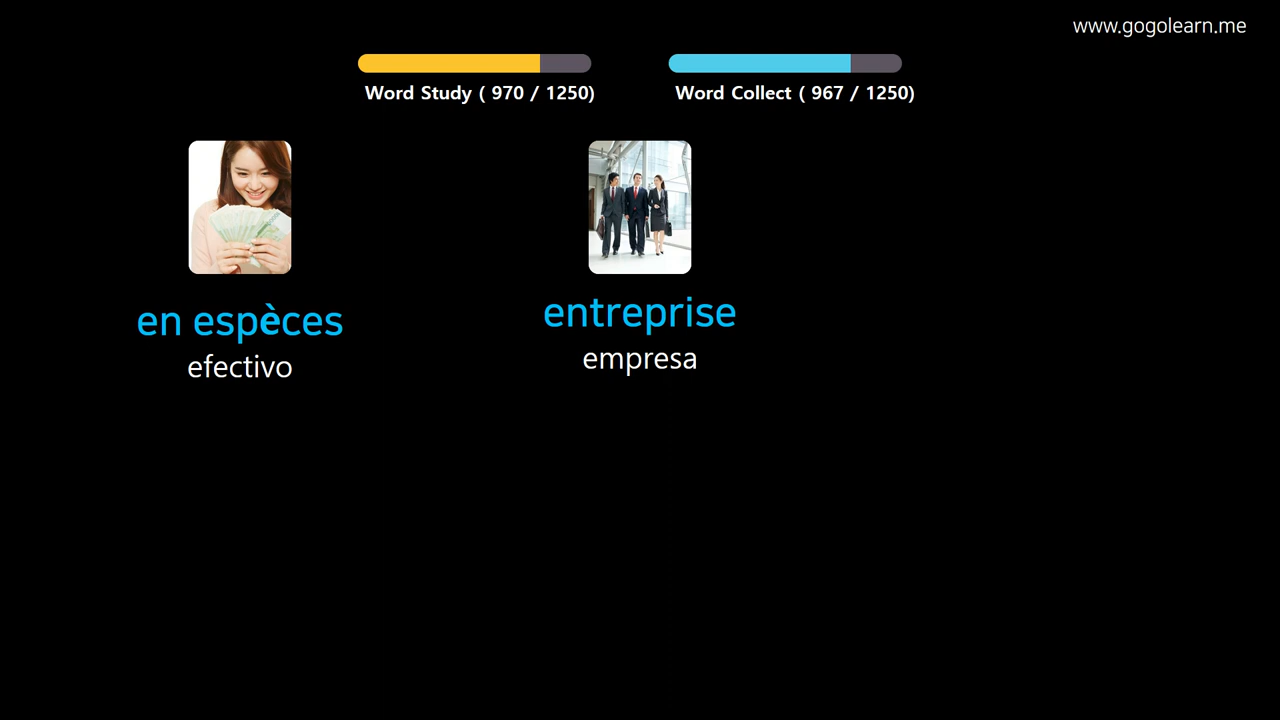 www.gogolearn.me
Word Study ( 970 / 1250)
Word Collect ( 967 / 1250)
en espèces
efectivo
entreprise
empresa